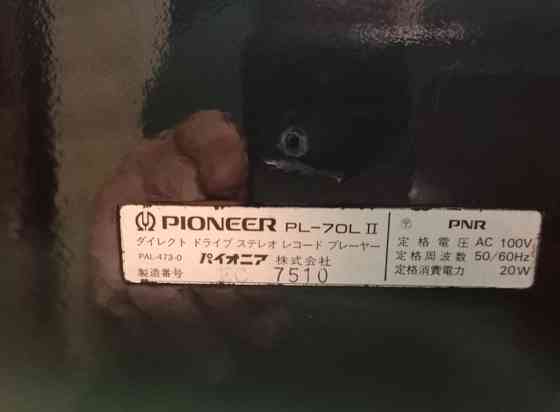 PIONEER PL-70L II
ダイレクト ドライブ ステレオ レコード プレーヤー
PAL-473-0 パイオニア 株式会社
製造番号 7510
〒 PNR
定格電圧 AC 100V
定格周波数 50/60Hz
定格消費電力 20W